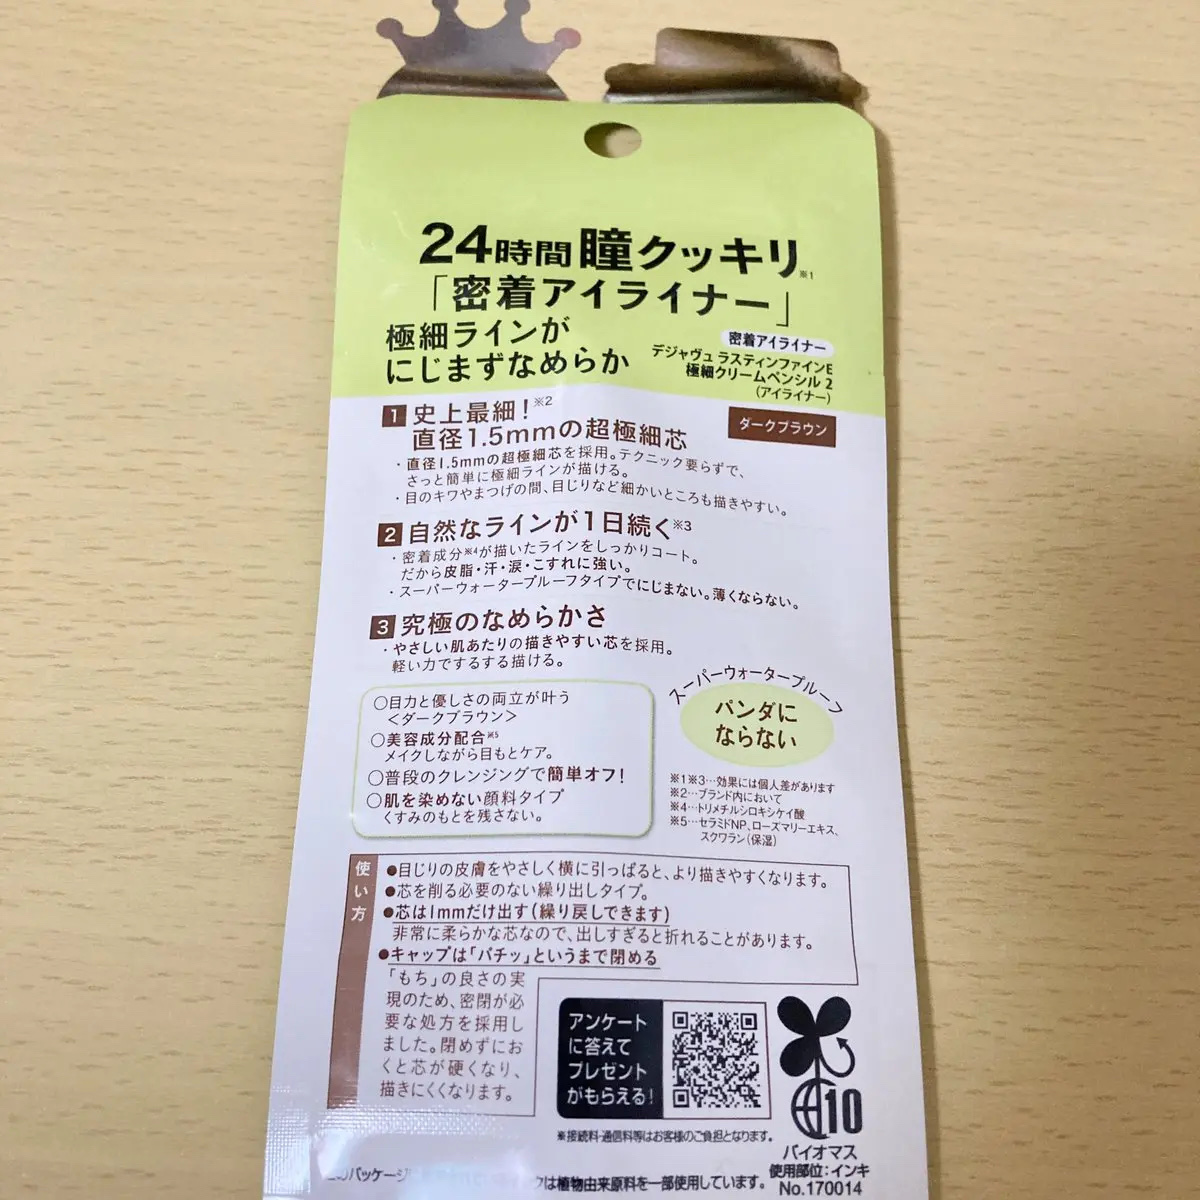 24時間 瞳クッキリ※1
「密着アイライナー」
極細ラインが
にじまずなめらか
密着アイライナー
デジャヴュ ラスティンファインE
極細クリームペンシル 2
(アイライナー)
ダークブラウン
1 史上最細!※2
直径1.5mmの超極細芯
・直径1.5mmの超極細芯を採用。テクニック要らずで、
さっと簡単に極細ラインが描ける。
・目のキワやまつげの間、目じりなど細かいところも描きやすい。
2 自然なラインが1日続く※3
・密着成分※4が描いたラインをしっかりコート。
だから皮脂・汗・涙・こすれに強い。
・スーパーウォータープルーフタイプでにじまない。薄くならない。
3 究極のなめらかさ
・やさしい肌あたりの描きやすい芯を採用。
軽い力でするする描ける。
○目力と優しさの両立が叶う
<ダークブラウン>
○美容成分配合※5
メイクしながら目もとケア。
○普段のクレンジングで簡単オフ!
○肌を染めない顔料タイプ
くすみのもとを残さない。
スーパーウォータープルーフ
パンダに
ならない
※1※3…効果には個人差があります
※2…ブランド内において
※4…トリメチルシロキシケイ酸
※5…セラミドNP、ローズマリーエキス、
スクワラン(保湿)
使い方
●目じりの皮膚をやさしく横に引っぱると、より描きやすくなります。
●芯を削る必要のない繰り出しタイプ。
●芯は1mmだけ出す(繰り戻しできます)
非常に柔らかな芯なので、出しすぎると折れることがあります。
●キャップは「パチッ」というまで閉める
「もち」の良さの実
現のため、密閉が必
要な処方を採用し
ました。閉めずにお
くと芯が硬くなり、
描きにくくなります。
アンケート
に答えて
プレゼント
がもらえる!
※接続料・通信料等はお客様のご負担となります。
10
バイオマス
使用部位:インキ
No.170014
のパッケージ
クは植物由来原料を一部使用しています。